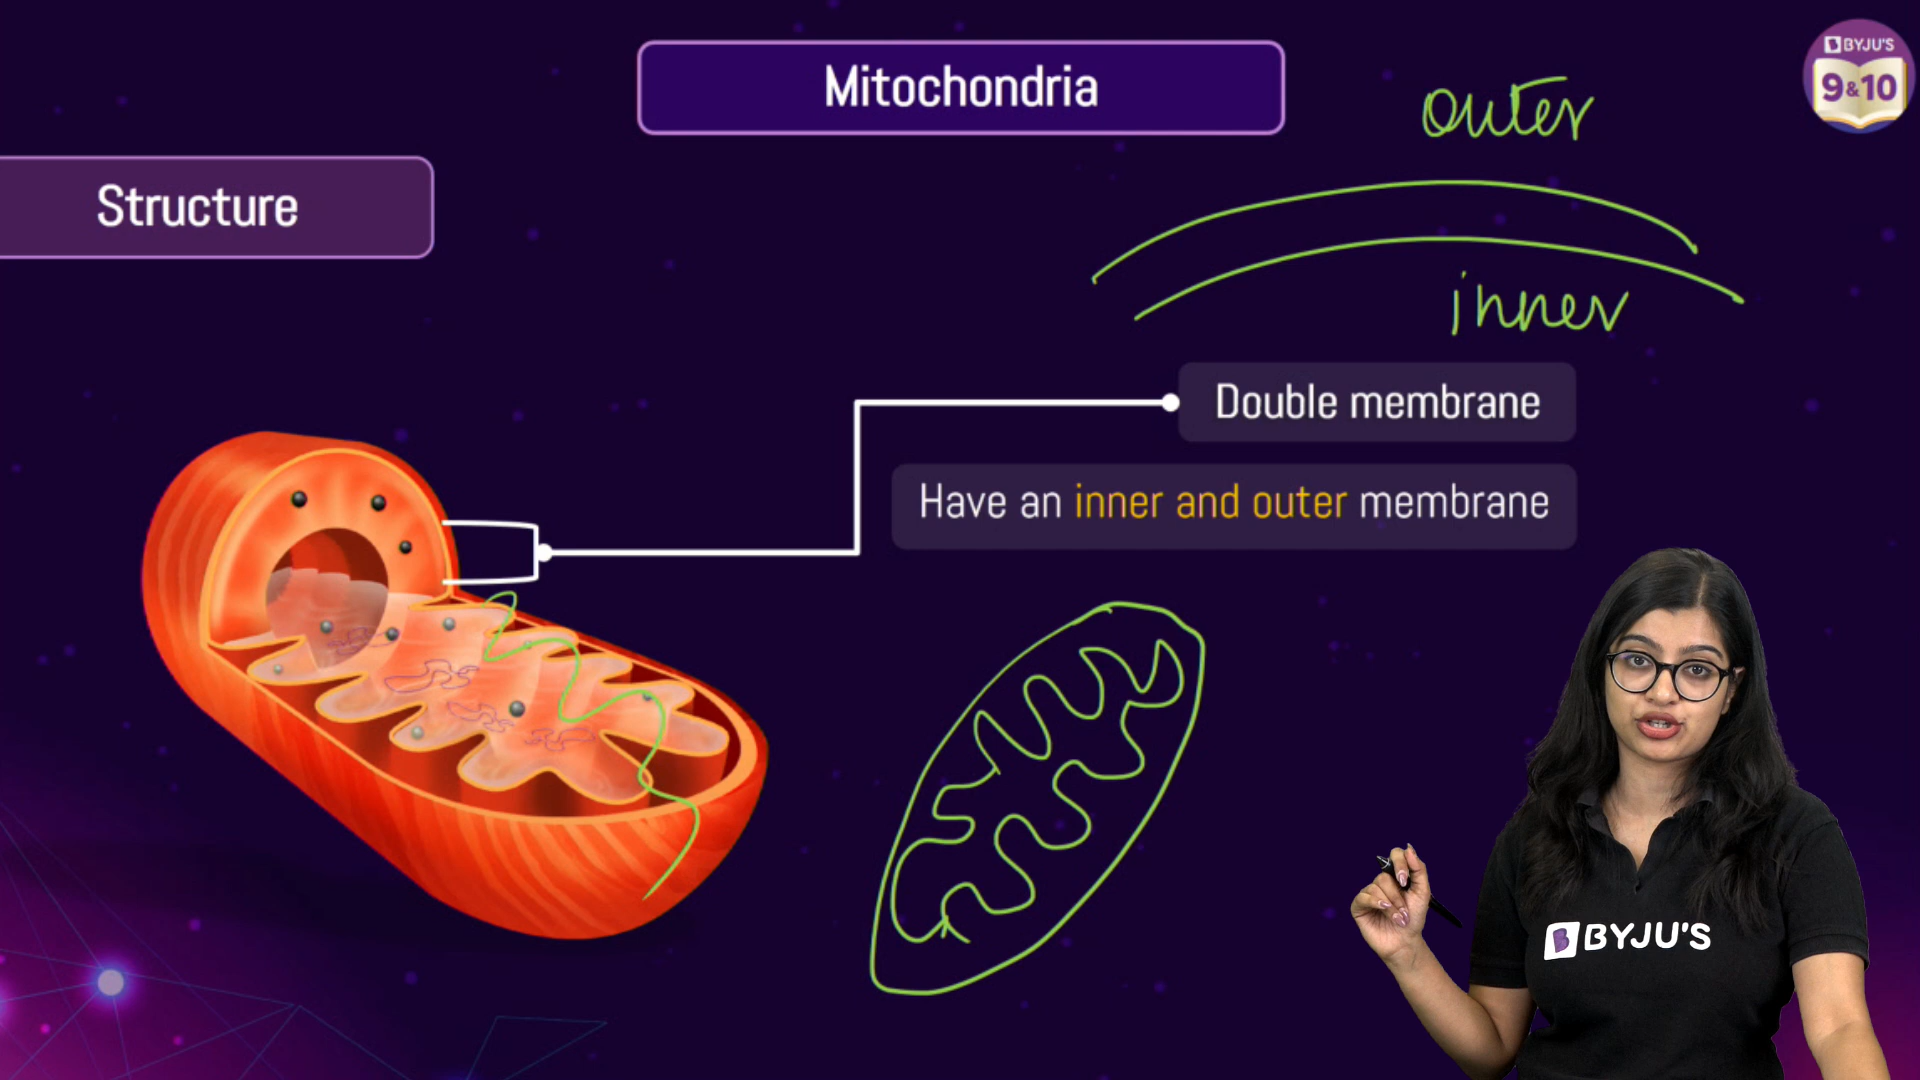 Mitochondria
outer
BYJU'S
9&10
Structure
inner
Double membrane
Have an inner and outer membrane
BYJU'S